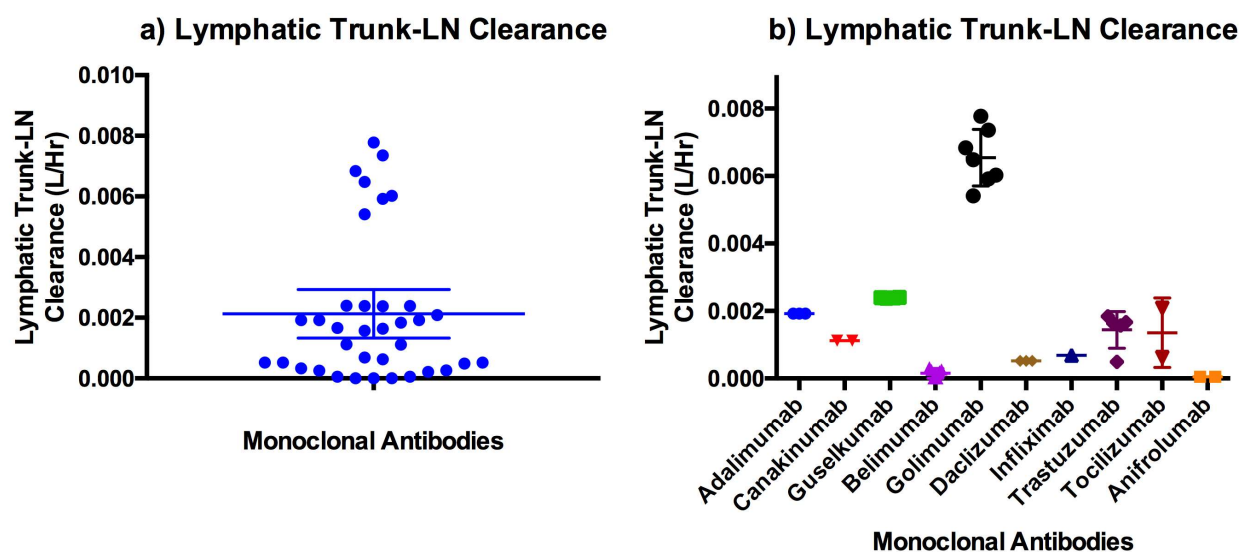 a) Lymphatic Trunk-LN Clearance
Lymphatic Trunk-LN
Clearance (L/Hr)
0.010
0.008
0.006
0.004
0.002
0.000
Monoclonal Antibodies
b) Lymphatic Trunk-LN Clearance
Lymphatic Trunk-LN
Clearance (L/Hr)
0.008
0.006
0.004
0.002
0.000
Adalimumab
Canakinumab
Guselkumab
Belimumab
Golimumab
Daclizumab
Infliximab
Trastuzumab
Tocilizumab
Anifrolumab
Monoclonal Antibodies